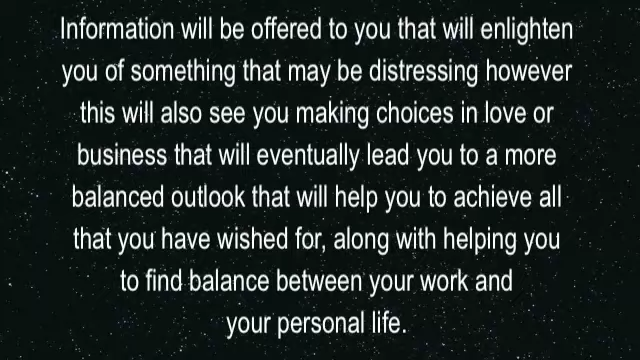 Information will be offered to you that will enlighten
you of something that may be distressing however
this will also see you making choices in love or
business that will eventually lead you to a more
balanced outlook that will help you to achieve all
that you have wished for, along with helping you
to find balance between your work and
your personal life.